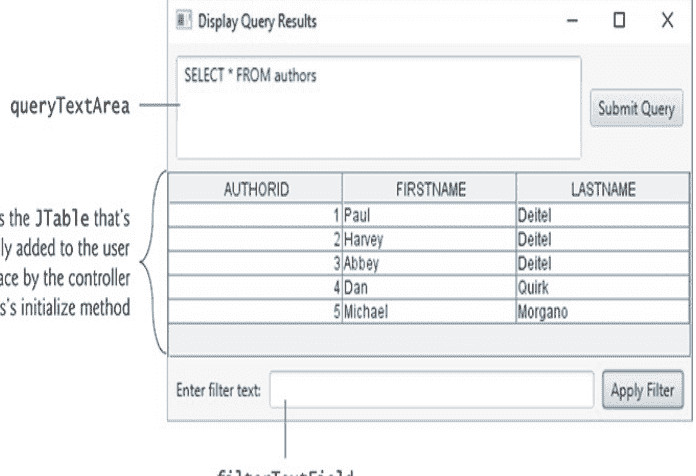 Display Query Results
SELECT * FROM authors
queryTextArea
Submit Query
AUTHORID FIRSTNAME LASTNAME
1 Paul Deitel
2 Harvey Deitel
3 Abbey Deitel
4 Dan Quirk
5 Michael Morgano
s the JTable that's
ly added to the user
ace by the controller
s's initialize method
Enter filter text:
Apply Filter
filterTextField